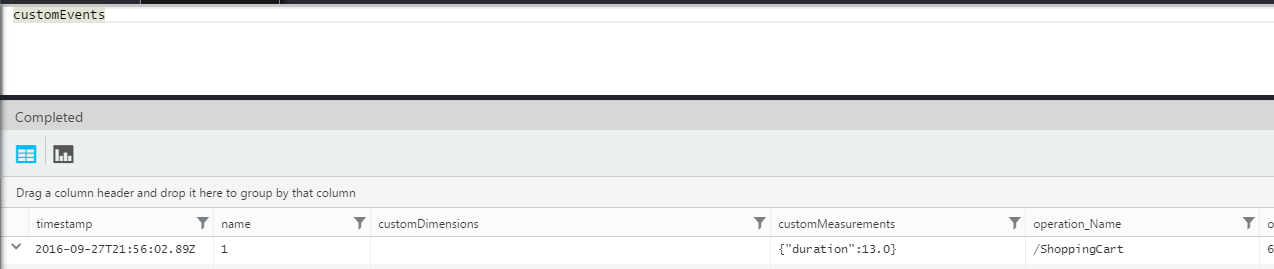 customEvents
Completed
Drag a column header and drop it here to group by that column
timestamp name customDimensions customMeasurements operation_Name o
2016-09-27T21:56:02.89Z 1 {"duration":13.0} /ShoppingCart 6